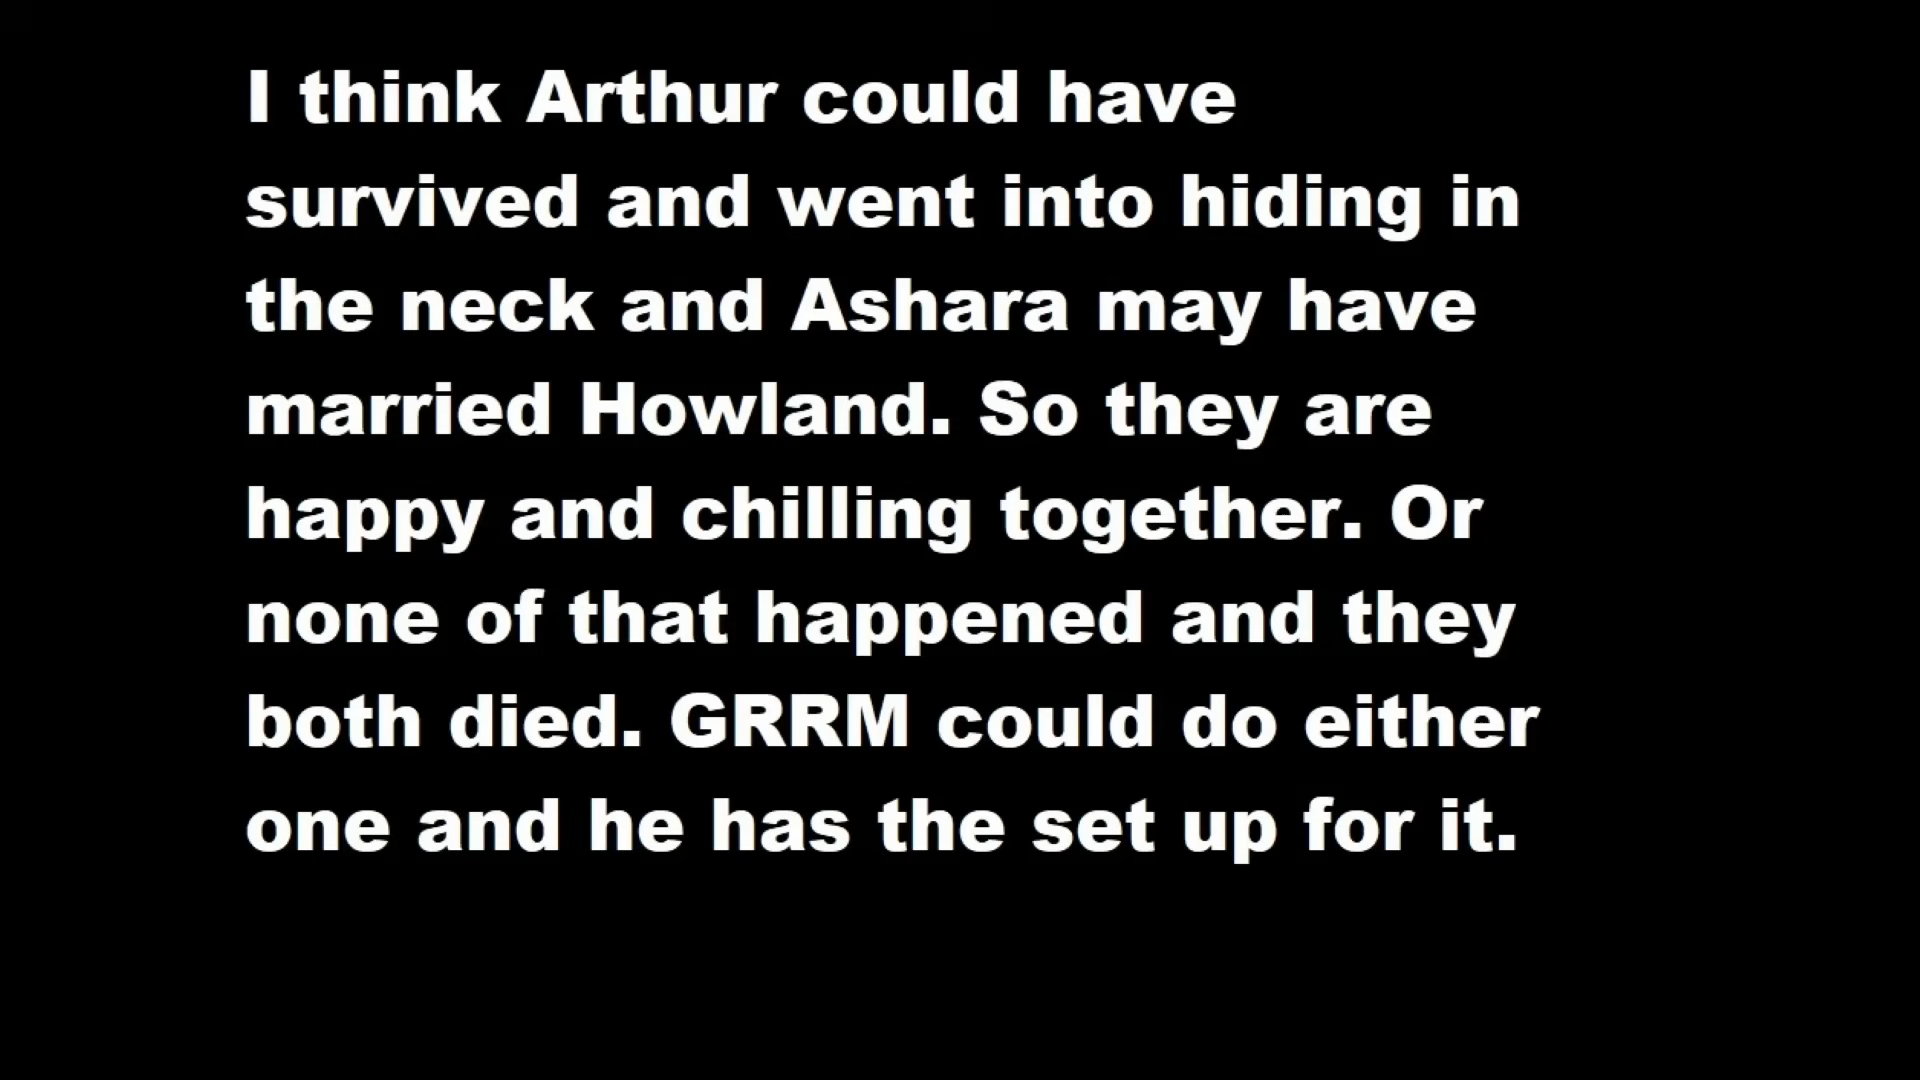 I think Arthur could have
survived and went into hiding in
the neck and Ashara may have
married Howland. So they are
happy and chilling together. Or
none of that happened and they
both died. GRRM could do either
one and he has the set up for it.